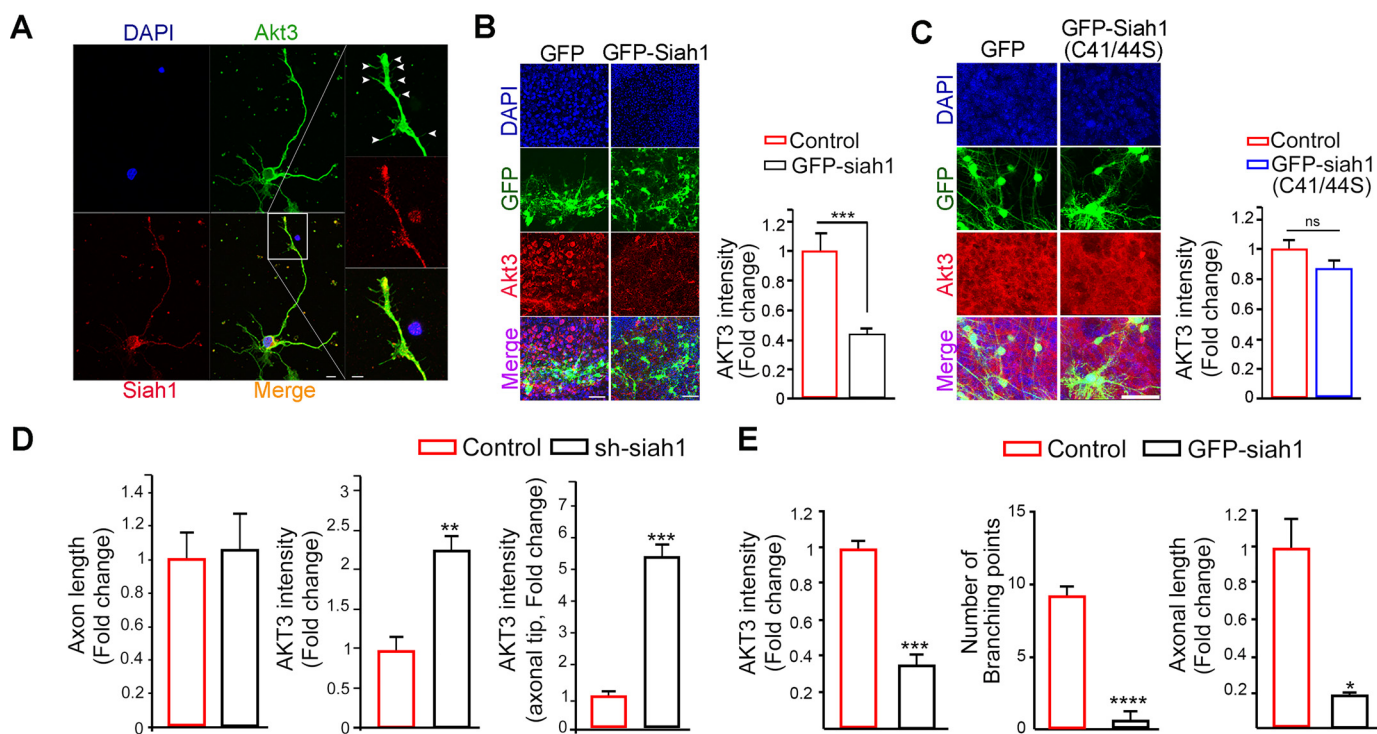 A
DAPI
Akt3
Siah1
Merge
B
GFP
GFP-Siah1
DAPI
GFP
Akt3
Merge
Control
GFP-siah1
AKT3 intensity
(Fold change)
1.2
1
0.8
0.6
0.4
0.2
0
***
C
GFP
GFP-Siah1
(C41/44S)
DAPI
GFP
Akt3
Merge
Control
GFP-siah1
(C41/44S)
AKT3 intensity
(Fold change)
1.2
1
0.8
0.6
0.4
0.2
0
ns
D
Control
sh-siah1
Axon length
(Fold change)
1.4
1.2
1
0.8
0.6
0.4
0.2
0
AKT3 intensity
(Fold change)
3
2.5
2
1.5
1
0.5
0
**
AKT3 intensity
(axonal tip, Fold change)
7
6
5
4
3
2
1
0
***
E
Control
GFP-siah1
AKT3 intensity
(Fold change)
1.2
1
0.8
0.6
0.4
0.2
***
Number of
Branching points
15
10
5
0
****
Axonal length
(Fold change)
1.2
1
0.8
0.6
0.4
0.2
*